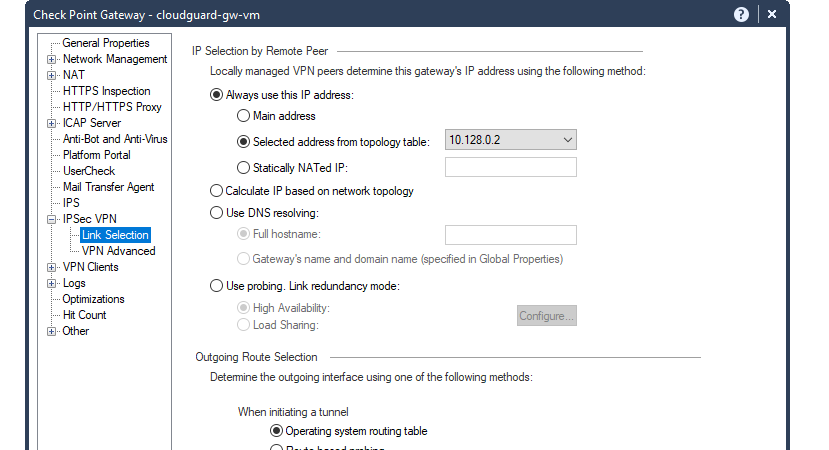 Check Point Gateway - cloudguard-gw-vm
General Properties
Network Management
NAT
HTTPS Inspection
HTTP/HTTPS Proxy
ICAP Server
Anti-Bot and Anti-Virus
Platform Portal
UserCheck
Mail Transfer Agent
IPS
IPSec VPN
Link Selection
VPN Advanced
VPN Clients
Logs
Optimizations
Hit Count
Other
IP Selection by Remote Peer
Locally managed VPN peers determine this gateway's IP address using the following method:
Always use this IP address:
Main address
Selected address from topology table: 10.128.0.2
Statically NATed IP:
Calculate IP based on network topology
Use DNS resolving:
Full hostname:
Gateway's name and domain name (specified in Global Properties)
Use probing. Link redundancy mode:
High Availability:
Load Sharing:
Configure...
Outgoing Route Selection
Determine the outgoing interface using one of the following methods:
When initiating a tunnel
Operating system routing table
Route based probing